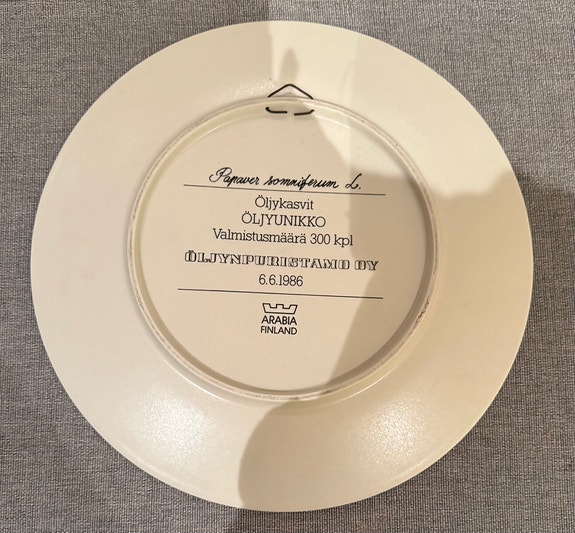 Papaver somniferum L.
Öljykasvit
ÖLJYUNIKKO
Valmistusmäärä 300 kpl
ÖLJYNPURISTAMO OY
6.6.1986
ARABIA
FINLAND